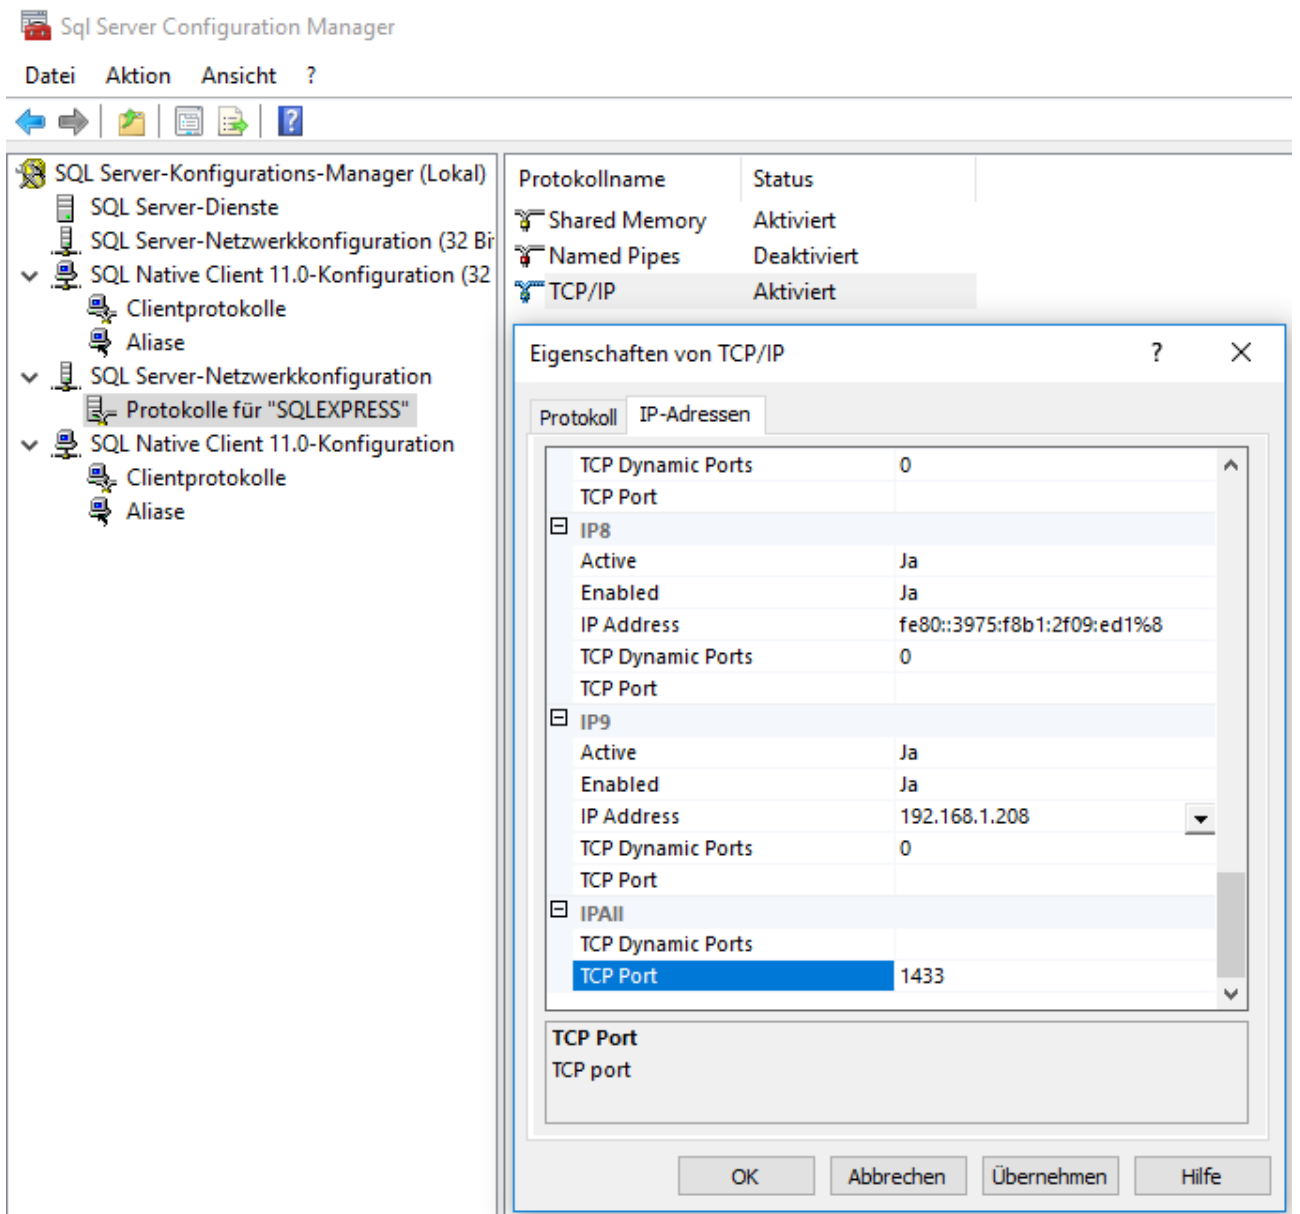 Sql Server Configuration Manager
Datei Aktion Ansicht ?
SQL Server-Konfigurations-Manager (Lokal)
SQL Server-Dienste
SQL Server-Netzwerkkonfiguration (32 Bi
SQL Native Client 11.0-Konfiguration (32
Clientprotokolle
Aliase
SQL Server-Netzwerkkonfiguration
Protokolle für "SQLEXPRESS"
SQL Native Client 11.0-Konfiguration
Clientprotokolle
Aliase
Protokollname Status
Shared Memory Aktiviert
Named Pipes Deaktiviert
TCP/IP Aktiviert
Eigenschaften von TCP/IP ?
Protokoll IP-Adressen
TCP Dynamic Ports 0
TCP Port
IP8
Active Ja
Enabled Ja
IP Address fe80::3975:f8b1:2f09:ed1%8
TCP Dynamic Ports 0
TCP Port
IP9
Active Ja
Enabled Ja
IP Address 192.168.1.208
TCP Dynamic Ports 0
TCP Port
IPAll
TCP Dynamic Ports
TCP Port 1433
TCP Port
TCP port
OK Abbrechen Übernehmen Hilfe